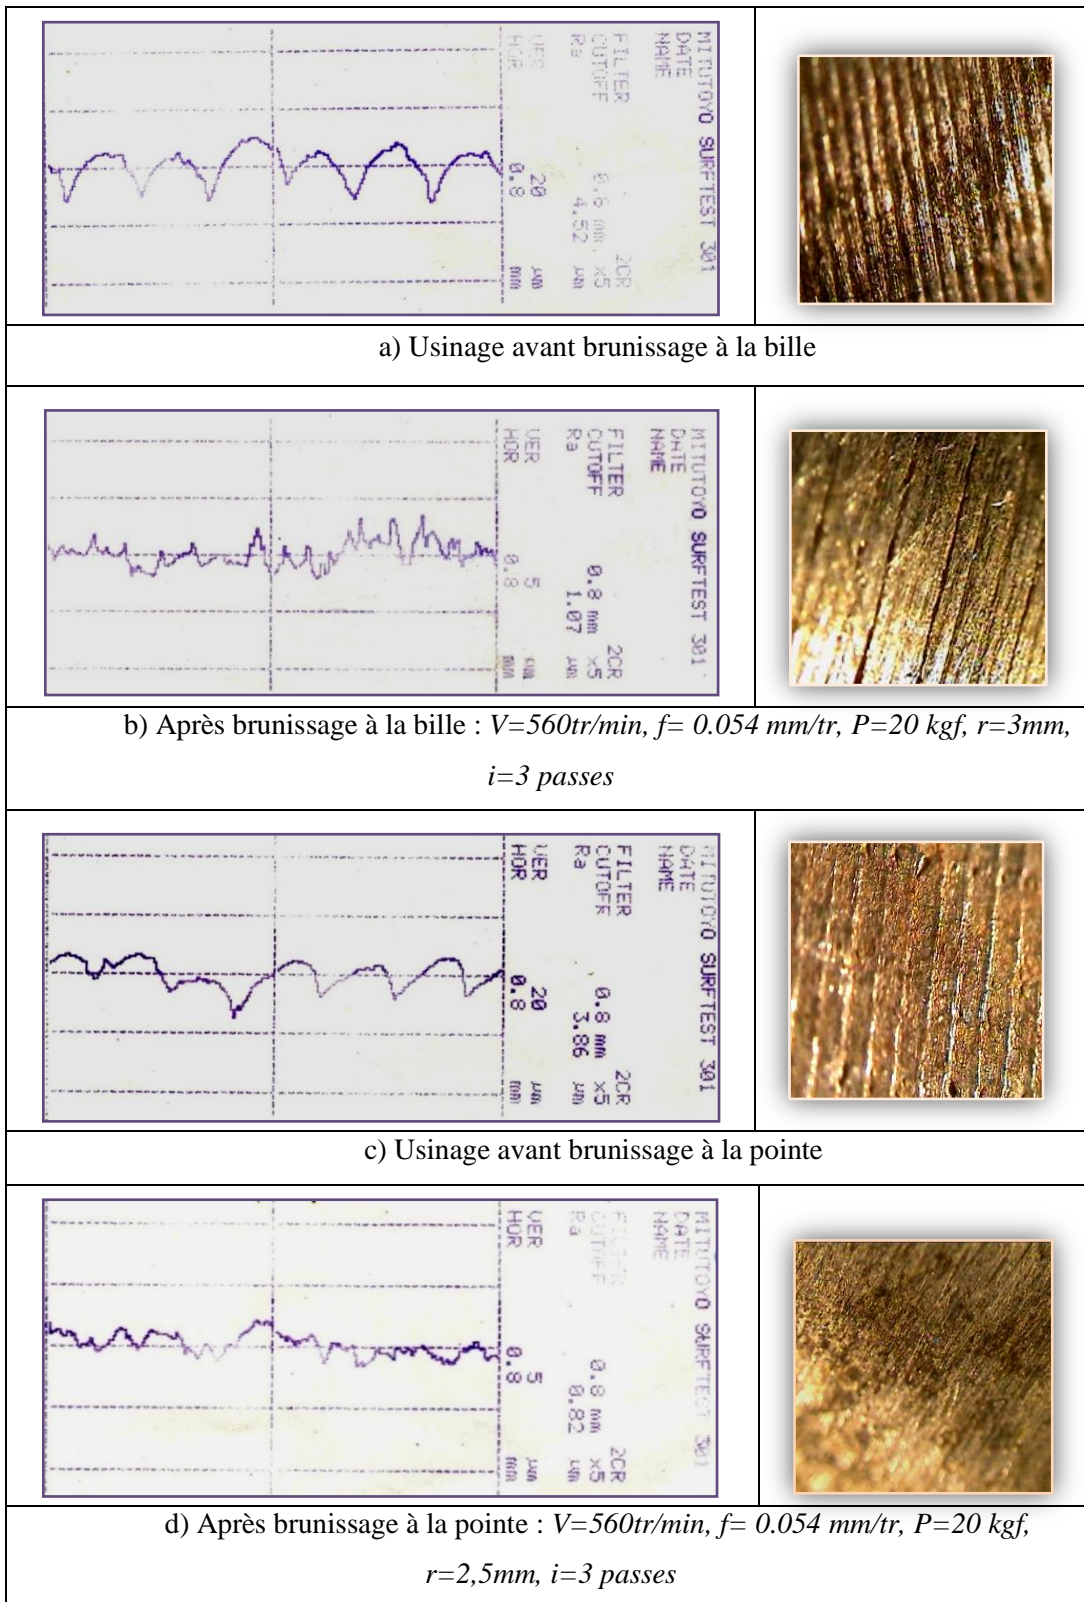 MITUTOYO SURFTEST 301
DATE
NAME
FILTER 2CR
CUTOFF 0.8 mm x5
Ra 4.52 µm
VER 20 µm
HOR 0.8 mm
a) Usinage avant brunissage à la bille
MITUTOYO SURFTEST 301
DATE
NAME
FILTER 2CR
CUTOFF 0.8 mm x5
Ra 1.07 µm
VER 5 µm
HOR 0.8 mm
b) Après brunissage à la bille : V=560tr/min, f= 0.054 mm/tr, P=20 kgf, r=3mm,
i=3 passes
MITUTOYO SURFTEST 301
DATE
NAME
FILTER 2CR
CUTOFF 0.8 mm x5
Ra 3.86 µm
VER 20 µm
HOR 0.8 mm
c) Usinage avant brunissage à la pointe
MITUTOYO SURFTEST 301
DATE
NAME
FILTER 2CR
CUTOFF 0.8 mm x5
Ra 0.82 µm
VER 5 µm
HOR 0.8 mm
d) Après brunissage à la pointe : V=560tr/min, f= 0.054 mm/tr, P=20 kgf,
r=2,5mm, i=3 passes